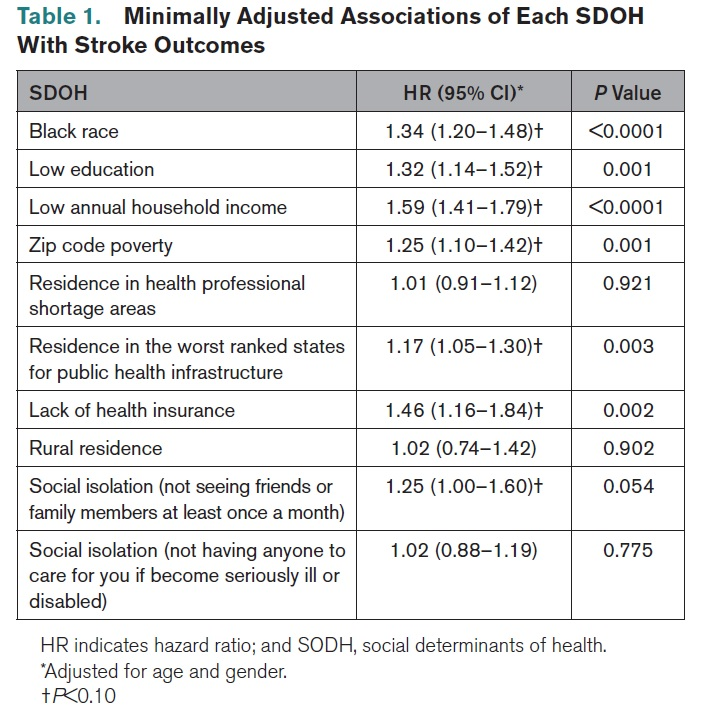 Table 1. Minimally Adjusted Associations of Each SDOH
With Stroke Outcomes
SDOH HR (95% CI)* P Value
Black race 1.34 (1.20–1.48)† <0.0001
Low education 1.32 (1.14–1.52)† 0.001
Low annual household income 1.59 (1.41–1.79)† <0.0001
Zip code poverty 1.25 (1.10–1.42)† 0.001
Residence in health professional 1.01 (0.91–1.12) 0.921
shortage areas
Residence in the worst ranked states 1.17 (1.05–1.30)† 0.003
for public health infrastructure
Lack of health insurance 1.46 (1.16–1.84)† 0.002
Rural residence 1.02 (0.74–1.42) 0.902
Social isolation (not seeing friends or 1.25 (1.00–1.60)† 0.054
family members at least once a month)
Social isolation (not having anyone to 1.02 (0.88–1.19) 0.775
care for you if become seriously ill or
disabled)
HR indicates hazard ratio; and SODH, social determinants of health.
*Adjusted for age and gender.
†P<0.10